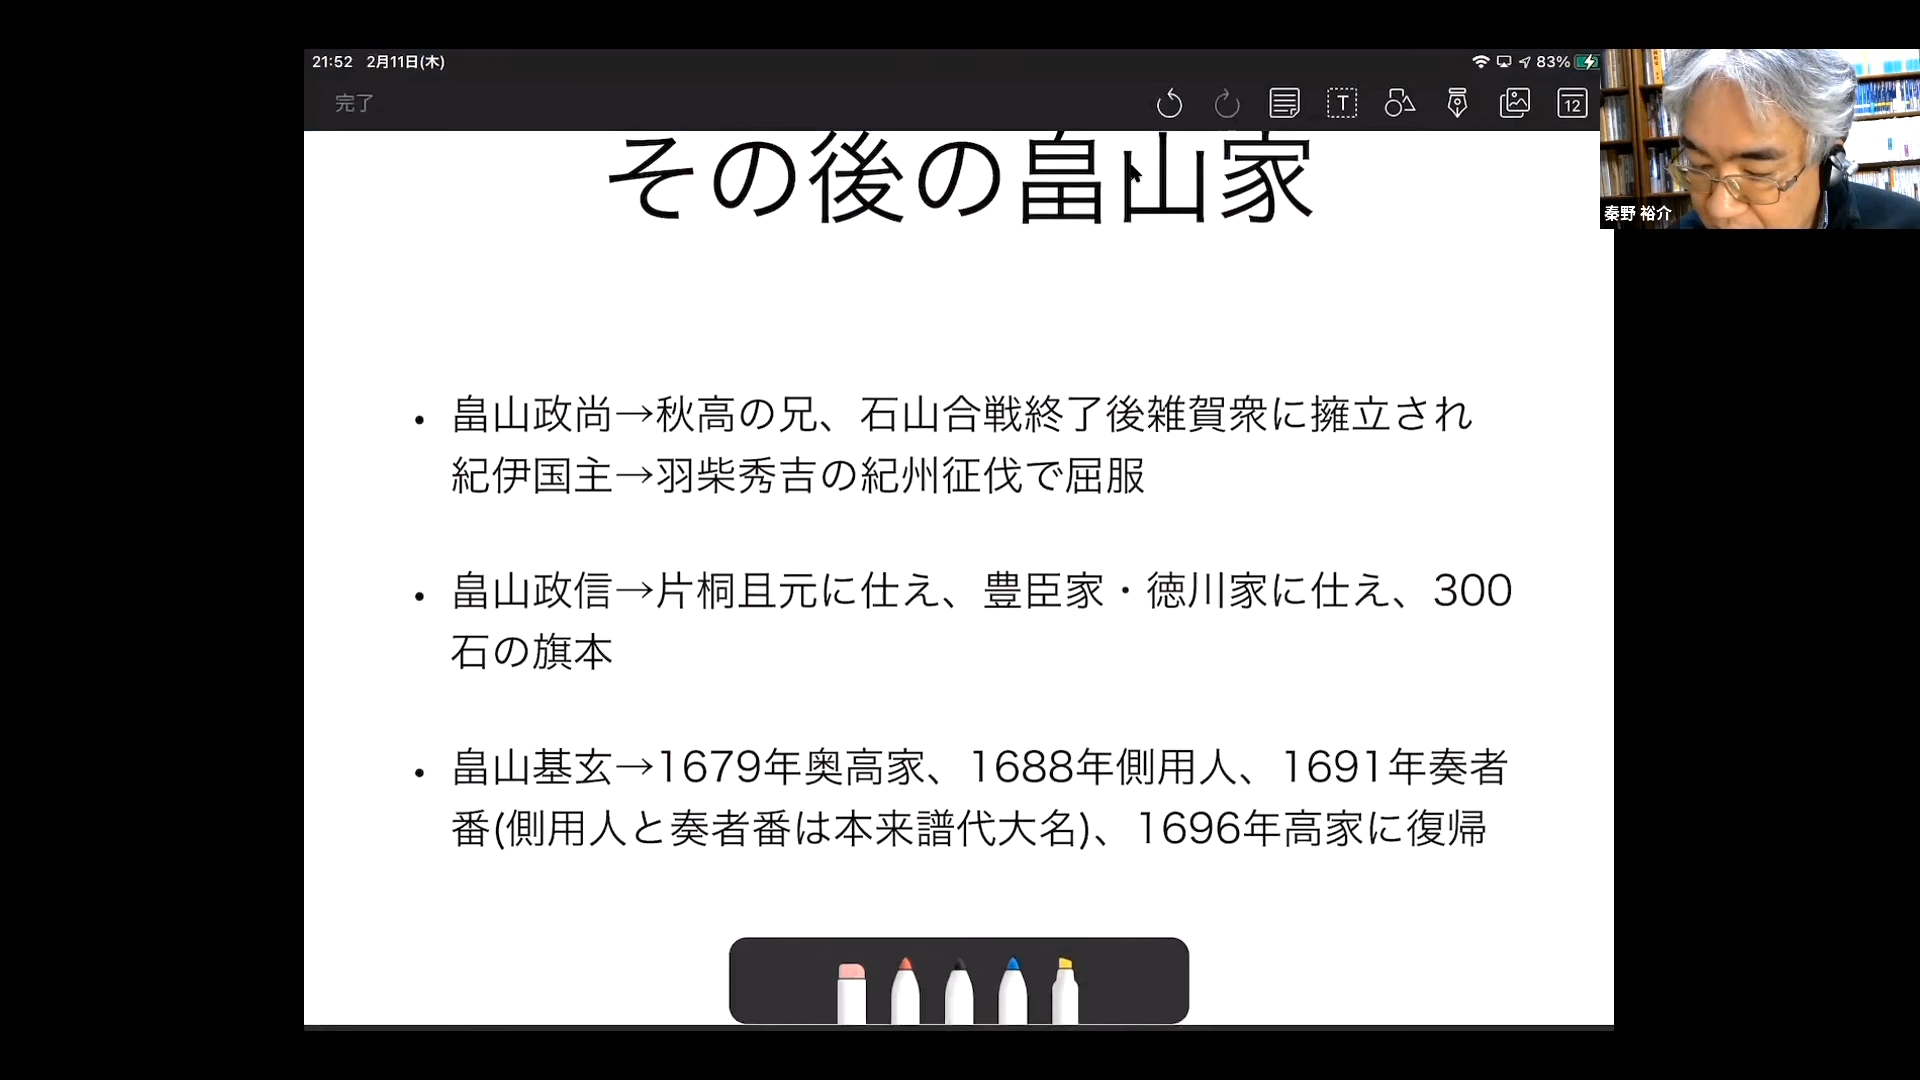 21:52 2月11日(木)
83%
完了
T
12
秦野 裕介
その後の畠山家
• 畠山政尚→秋高の兄、石山合戦終了後雑賀衆に擁立され
紀伊国主→羽柴秀吉の紀州征伐で屈服
• 畠山政信→片桐且元に仕え、豊臣家・徳川家に仕え、300
石の旗本
• 畠山基玄→1679年奥高家、1688年側用人、1691年奏者
番(側用人と奏者番は本来譜代大名)、1696年高家に復帰